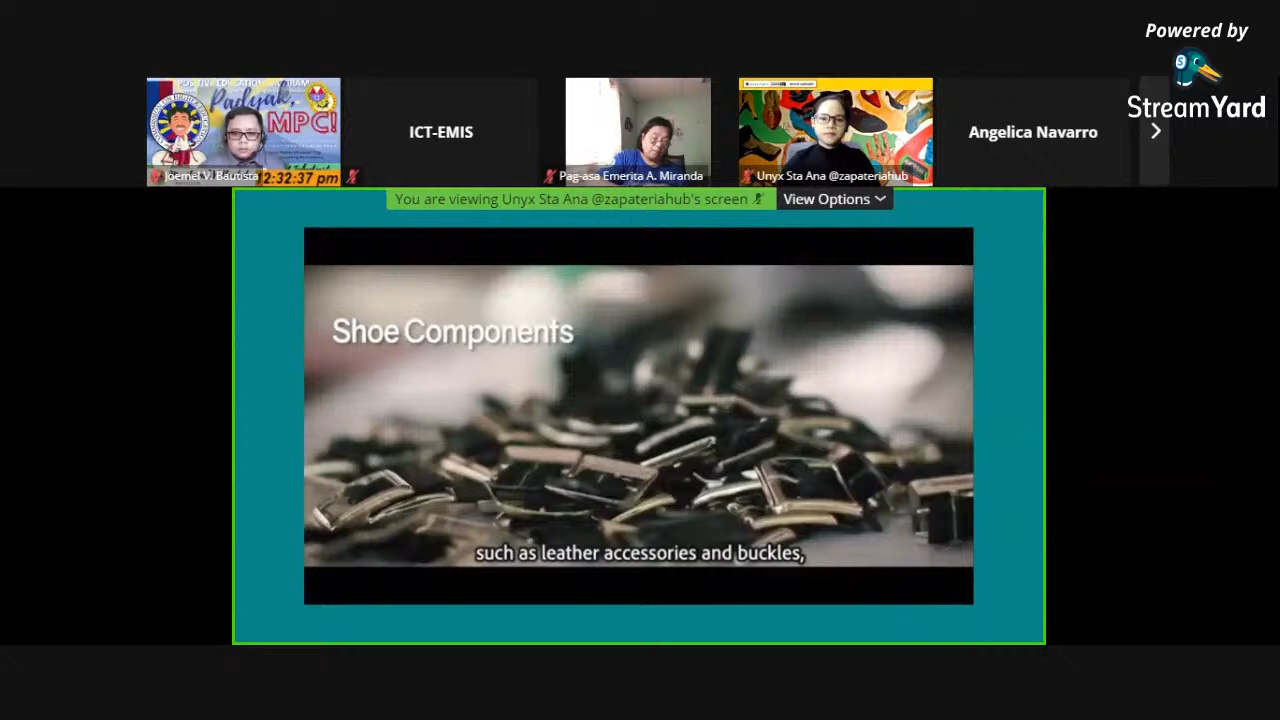 Powered by
StreamYard
Padyak,
MPC!
2:32:37 pm
Joemel V. Bautista
ICT-EMIS
Pag-asa Emerita A. Miranda
Unyx Sta Ana @zapateriahub
Angelica Navarro
You are viewing Unyx Sta Ana @zapateriahub's screen
View Options
Shoe Components
such as leather accessories and buckles,